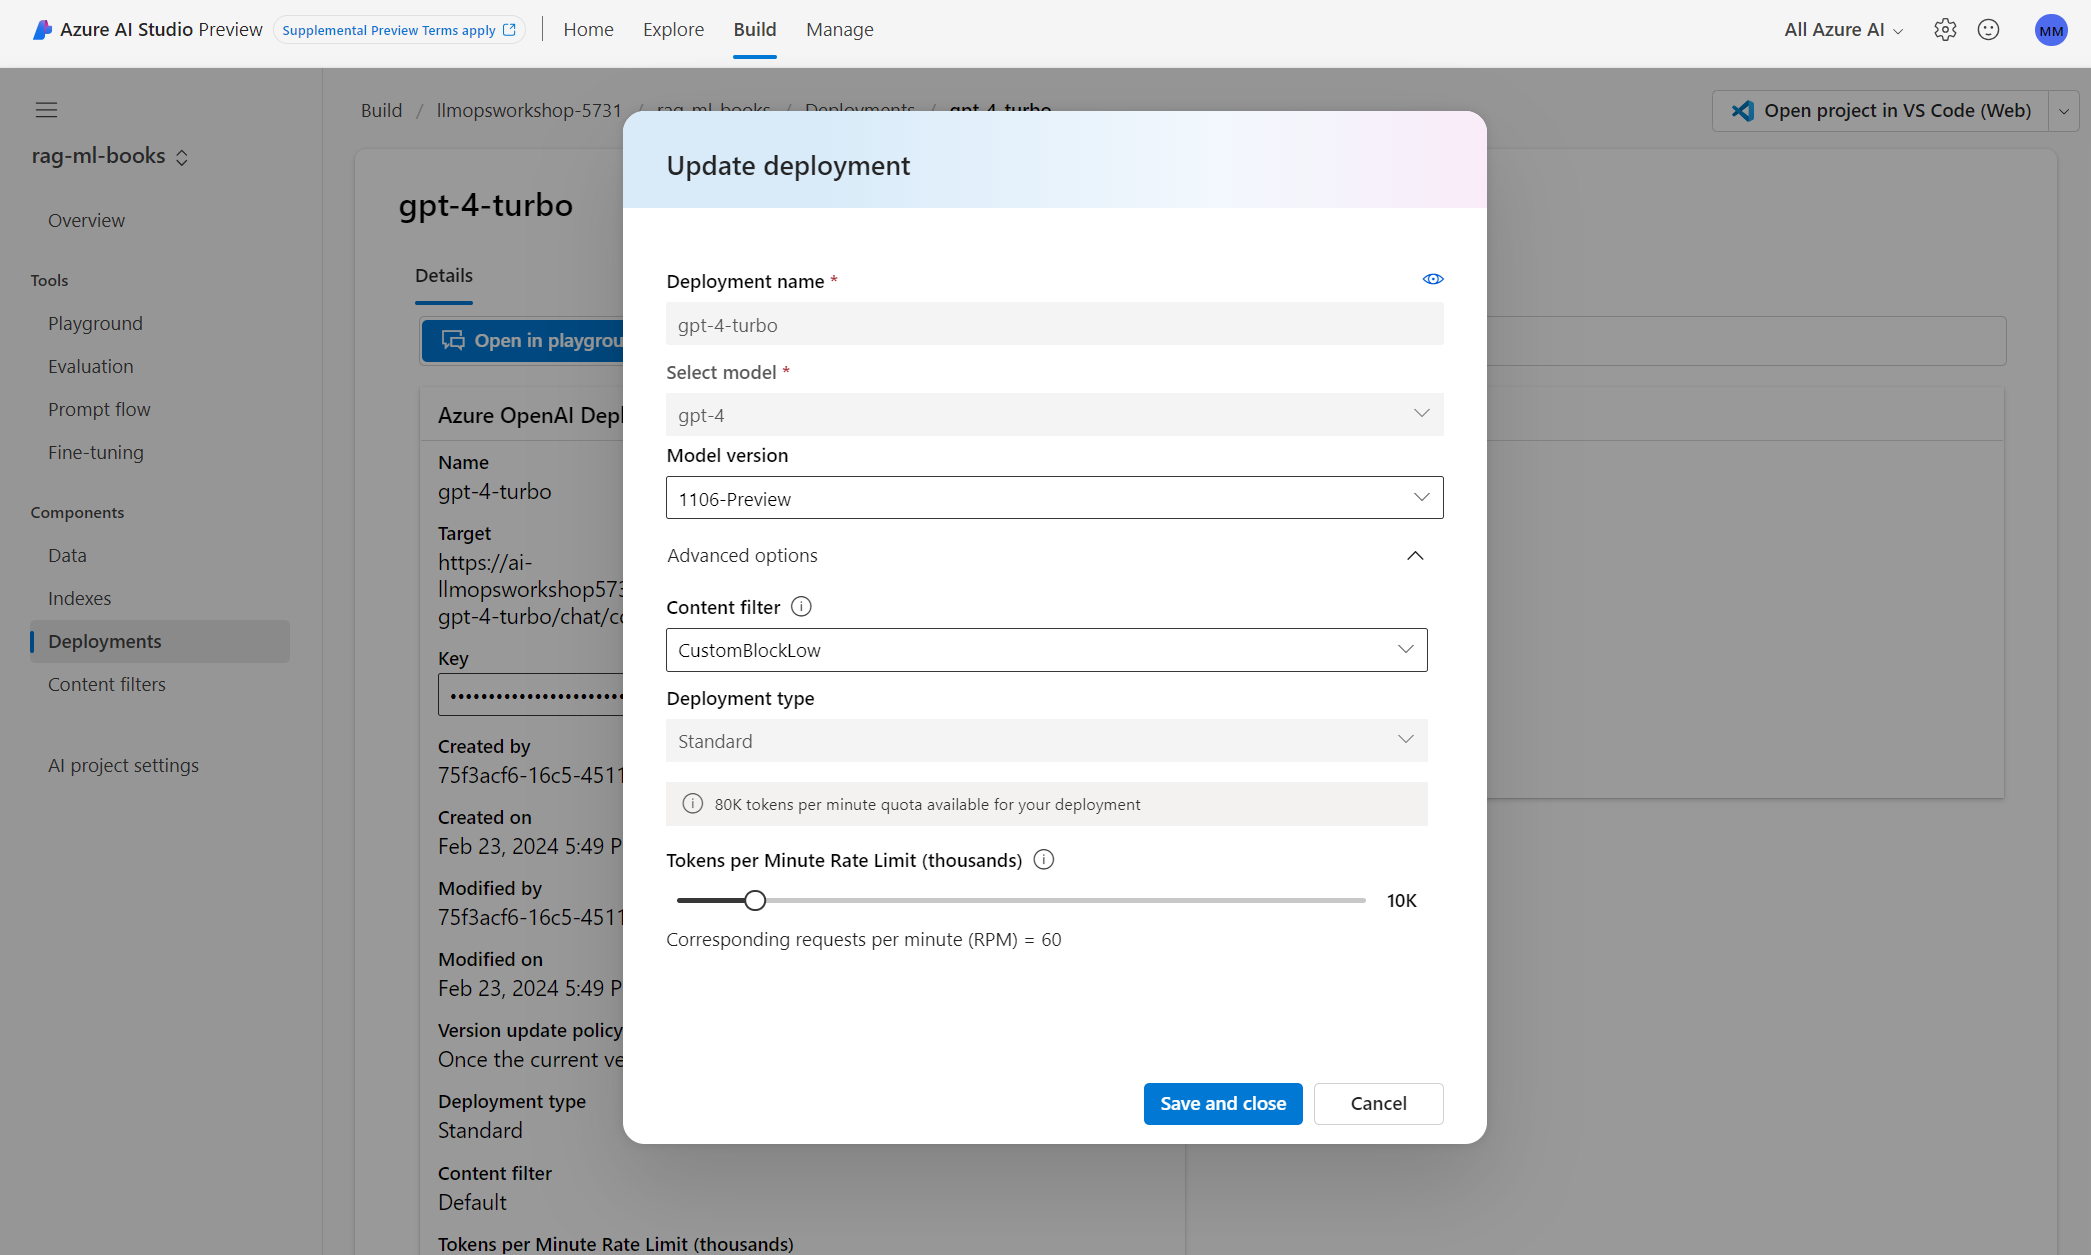 Azure AI Studio Preview
Supplemental Preview Terms apply
Home
Explore
Build
Manage
All Azure AI
MM
Build / llmopsworkshop-5731 / rag-ml-books / Deployments / gpt-4-turbo
Open project in VS Code (Web)
rag-ml-books
Overview
Tools
Playground
Evaluation
Prompt flow
Fine-tuning
Components
Data
Indexes
Deployments
Content filters
AI project settings
gpt-4-turbo
Details
Open in playgrou
Azure OpenAI Depl
Name
gpt-4-turbo
Target
https://ai-
llmopsworkshop573
gpt-4-turbo/chat/co
Key
Created by
75f3acf6-16c5-4511
Created on
Feb 23, 2024 5:49 P
Modified by
75f3acf6-16c5-4511
Modified on
Feb 23, 2024 5:49 P
Version update policy
Once the current ve
Deployment type
Standard
Content filter
Default
Tokens per Minute Rate Limit (thousands)
Update deployment
Deployment name *
gpt-4-turbo
Select model *
gpt-4
Model version
1106-Preview
Advanced options
Content filter
CustomBlockLow
Deployment type
Standard
80K tokens per minute quota available for your deployment
Tokens per Minute Rate Limit (thousands)
10K
Corresponding requests per minute (RPM) = 60
Save and close
Cancel